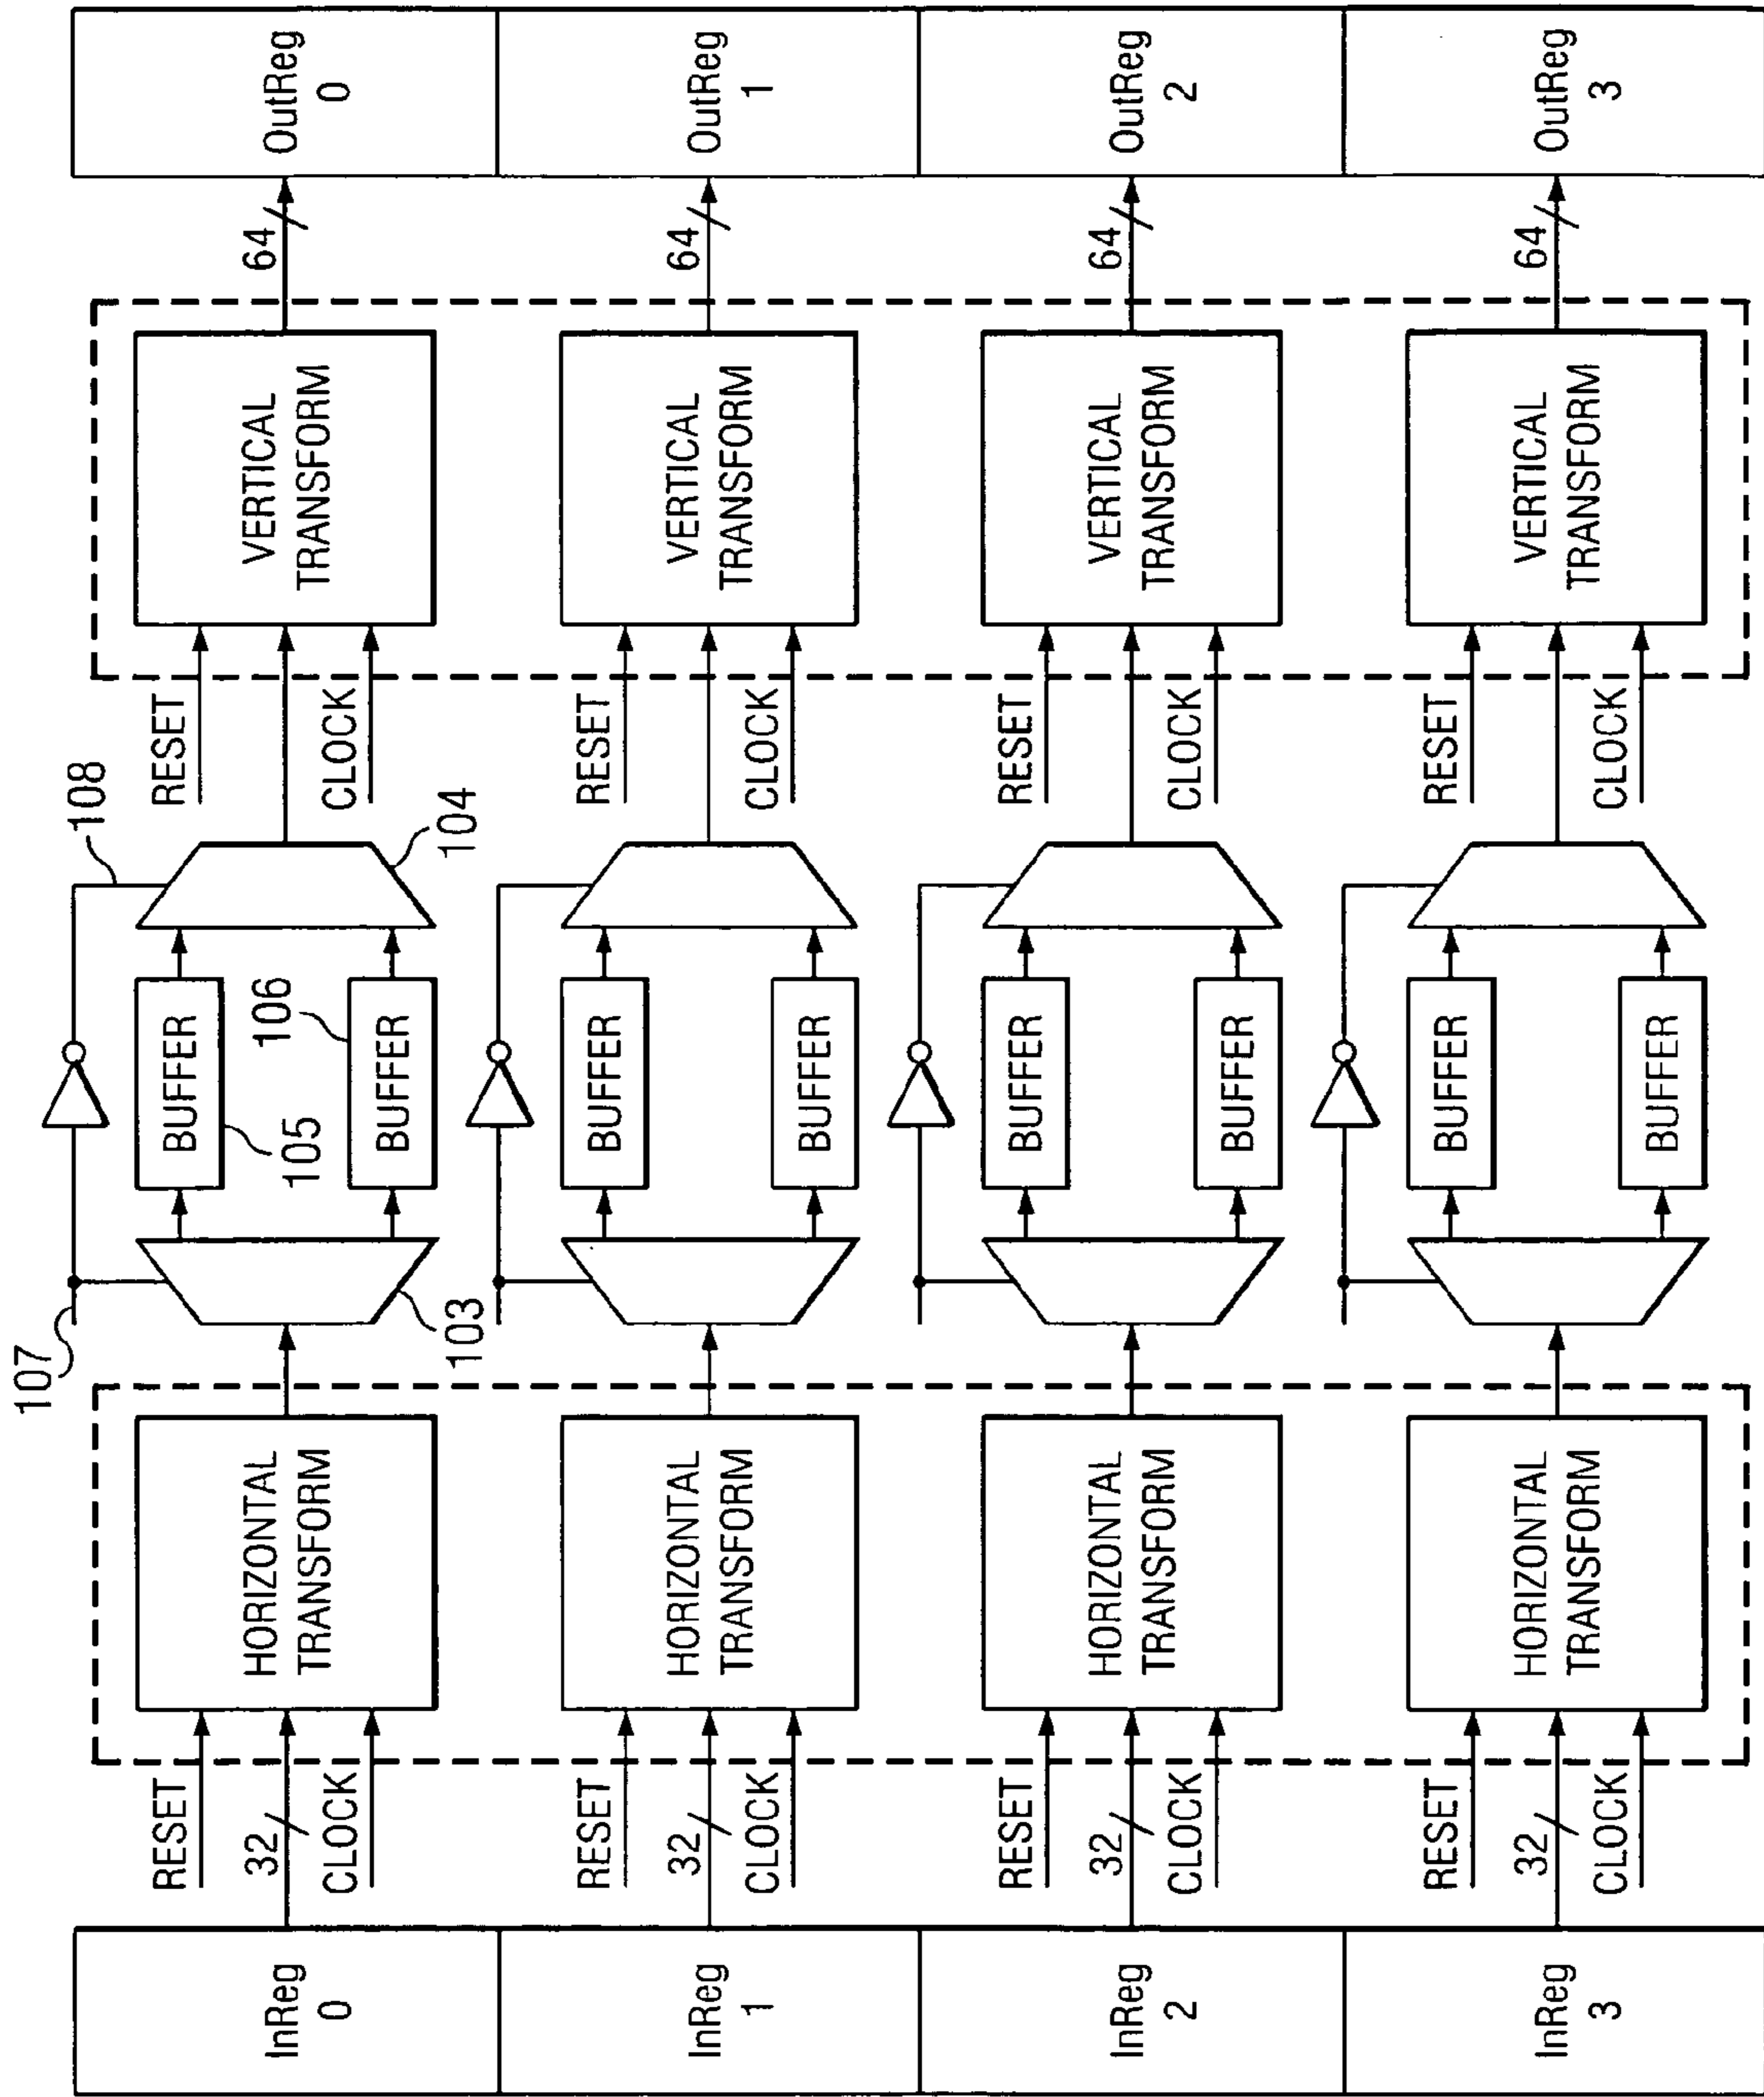 InReg
0
InReg
1
InReg
2
InReg
3
RESET
32
CLOCK
RESET
32
CLOCK
RESET
32
CLOCK
RESET
32
CLOCK
HORIZONTAL
TRANSFORM
HORIZONTAL
TRANSFORM
HORIZONTAL
TRANSFORM
HORIZONTAL
TRANSFORM
107
103
BUFFER
105
BUFFER
106
BUFFER
BUFFER
BUFFER
BUFFER
BUFFER
BUFFER
108
104
RESET
CLOCK
RESET
CLOCK
RESET
CLOCK
RESET
CLOCK
VERTICAL
TRANSFORM
VERTICAL
TRANSFORM
VERTICAL
TRANSFORM
VERTICAL
TRANSFORM
64
64
64
64
OutReg
0
OutReg
1
OutReg
2
OutReg
3